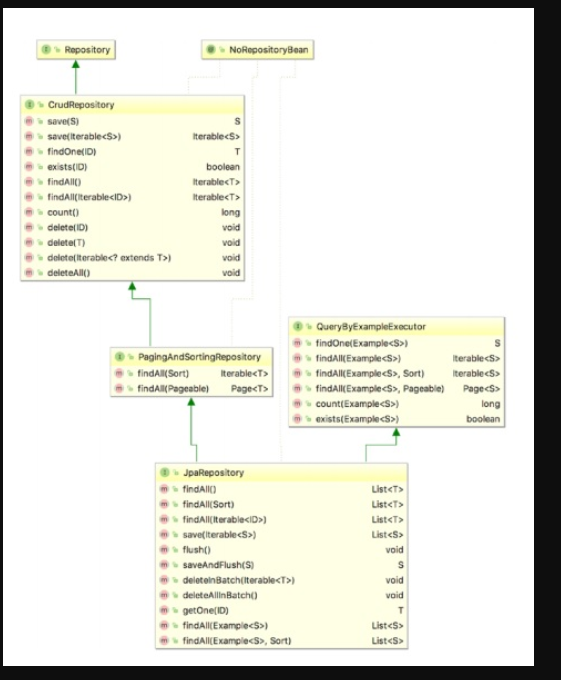 Repository
NoRepositoryBean
CrudRepository
save(S) S
save(Iterable<S>) Iterable<S>
findOne(ID) T
exists(ID) boolean
findAll() Iterable<T>
findAll(Iterable<ID>) Iterable<T>
count() long
delete(ID) void
delete(T) void
delete(Iterable<? extends T>) void
deleteAll() void
QueryByExampleExecutor
findOne(Example<S>) S
findAll(Example<S>) Iterable<S>
findAll(Example<S>, Sort) Iterable<S>
findAll(Example<S>, Pageable) Page<S>
count(Example<S>) long
exists(Example<S>) boolean
PagingAndSortingRepository
findAll(Sort) Iterable<T>
findAll(Pageable) Page<T>
JpaRepository
findAll() List<T>
findAll(Sort) List<T>
findAll(Iterable<ID>) List<T>
save(Iterable<S>) List<S>
flush() void
saveAndFlush(S) S
deleteInBatch(Iterable<T>) void
deleteAllInBatch() void
getOne(ID) T
findAll(Example<S>) List<S>
findAll(Example<S>, Sort) List<S>